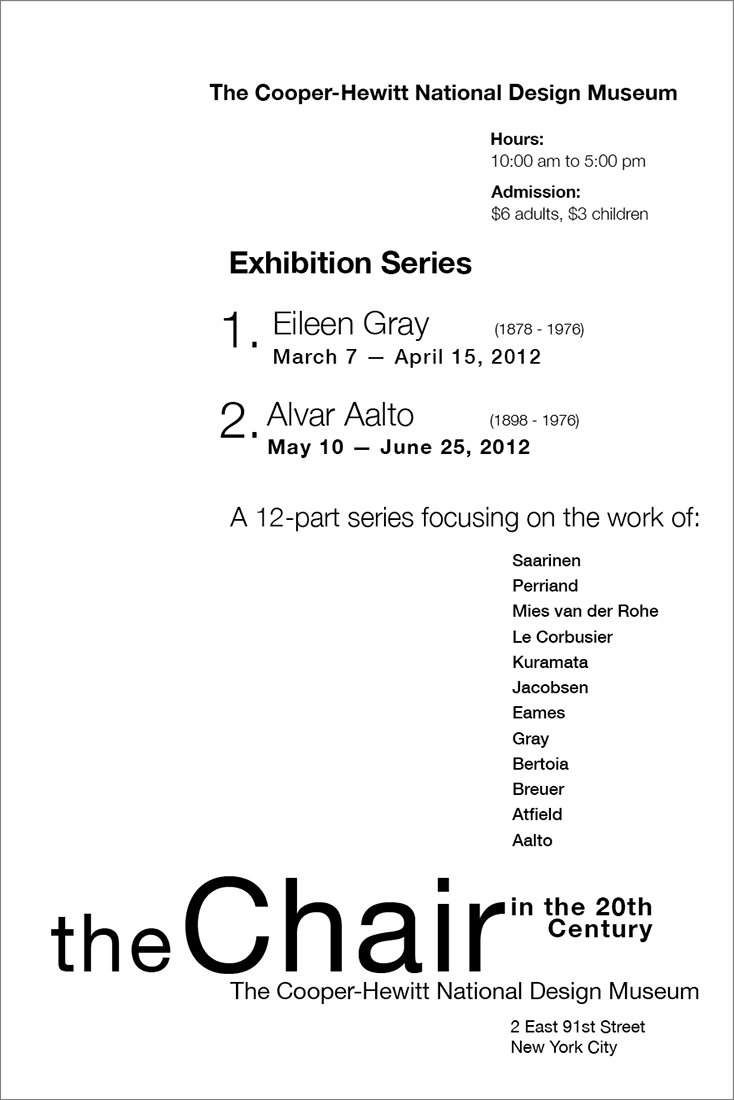 The Cooper-Hewitt National Design Museum
Hours:
10:00 am to 5:00 pm
Admission:
$6 adults, $3 children
Exhibition Series
1. Eileen Gray (1878 - 1976)
March 7 — April 15, 2012
2. Alvar Aalto (1898 - 1976)
May 10 — June 25, 2012
A 12-part series focusing on the work of:
Saarinen
Perriand
Mies van der Rohe
Le Corbusier
Kuramata
Jacobsen
Eames
Gray
Bertoia
Breuer
Atfield
Aalto
the Chair in the 20th
Century
The Cooper-Hewitt National Design Museum
2 East 91st Street
New York City